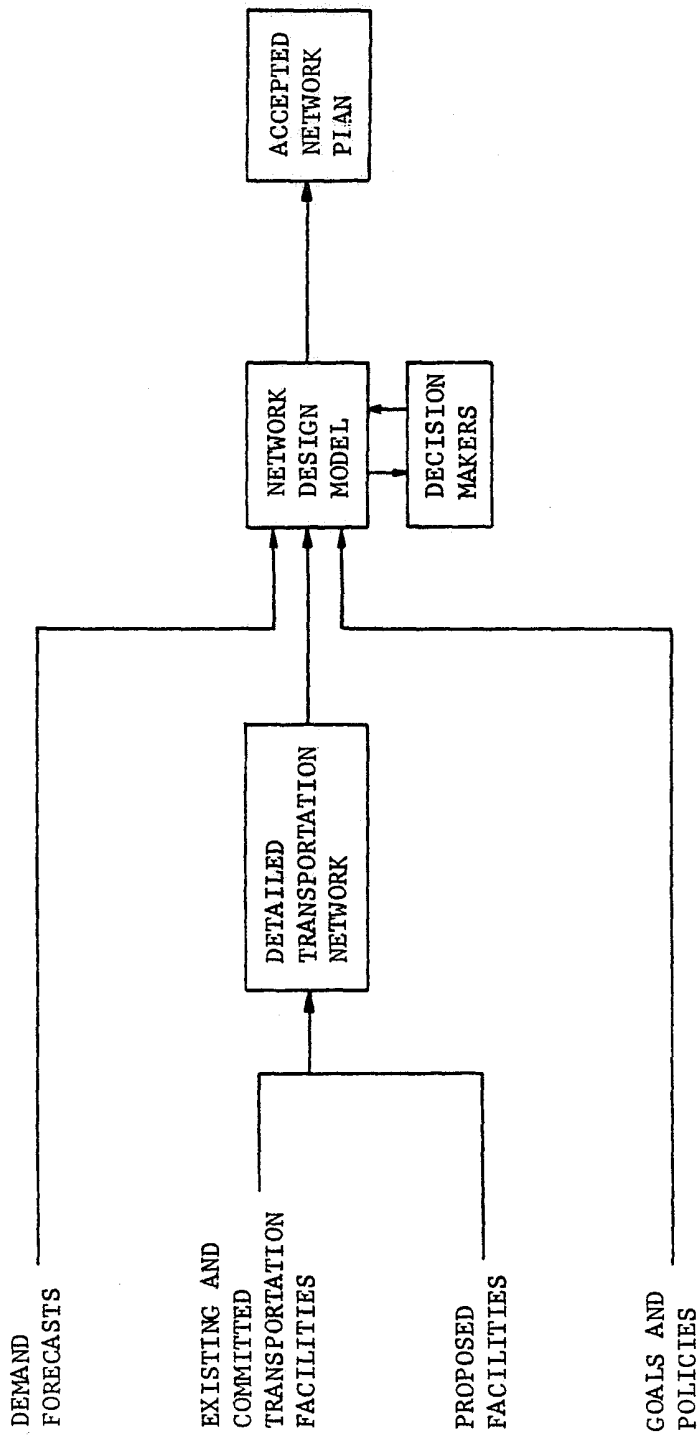 DEMAND
FORECASTS
EXISTING AND
COMMITTED
TRANSPORTATION
FACILITIES
PROPOSED
FACILITIES
GOALS AND
POLICIES
DETAILED
TRANSPORTATION
NETWORK
NETWORK
DESIGN
MODEL
DECISION
MAKERS
ACCEPTED
NETWORK
PLAN